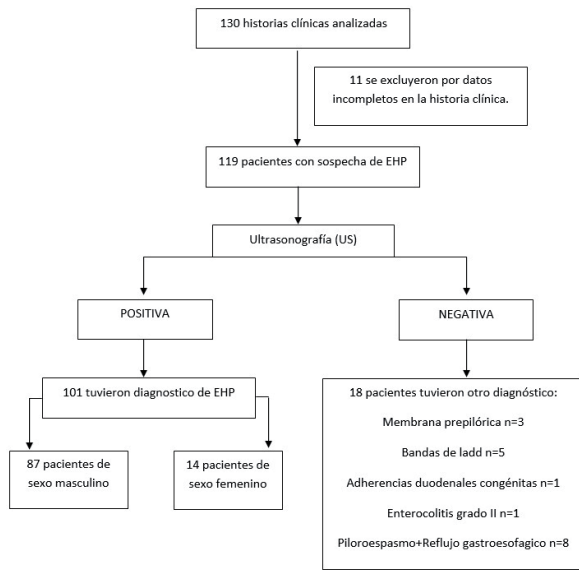 130 historias clínicas analizadas
11 se excluyeron por datos
incompletos en la historia clínica.
119 pacientes con sospecha de EHP
Ultrasonografía (US)
POSITIVA
NEGATIVA
101 tuvieron diagnostico de EHP
87 pacientes de
sexo masculino
14 pacientes de
sexo femenino
18 pacientes tuvieron otro diagnóstico:
Membrana prepilórica n=3
Bandas de ladd n=5
Adherencias duodenales congénitas n=1
Enterocolitis grado II n=1
Piloroespasmo+Reflujo gastroesofagico n=8